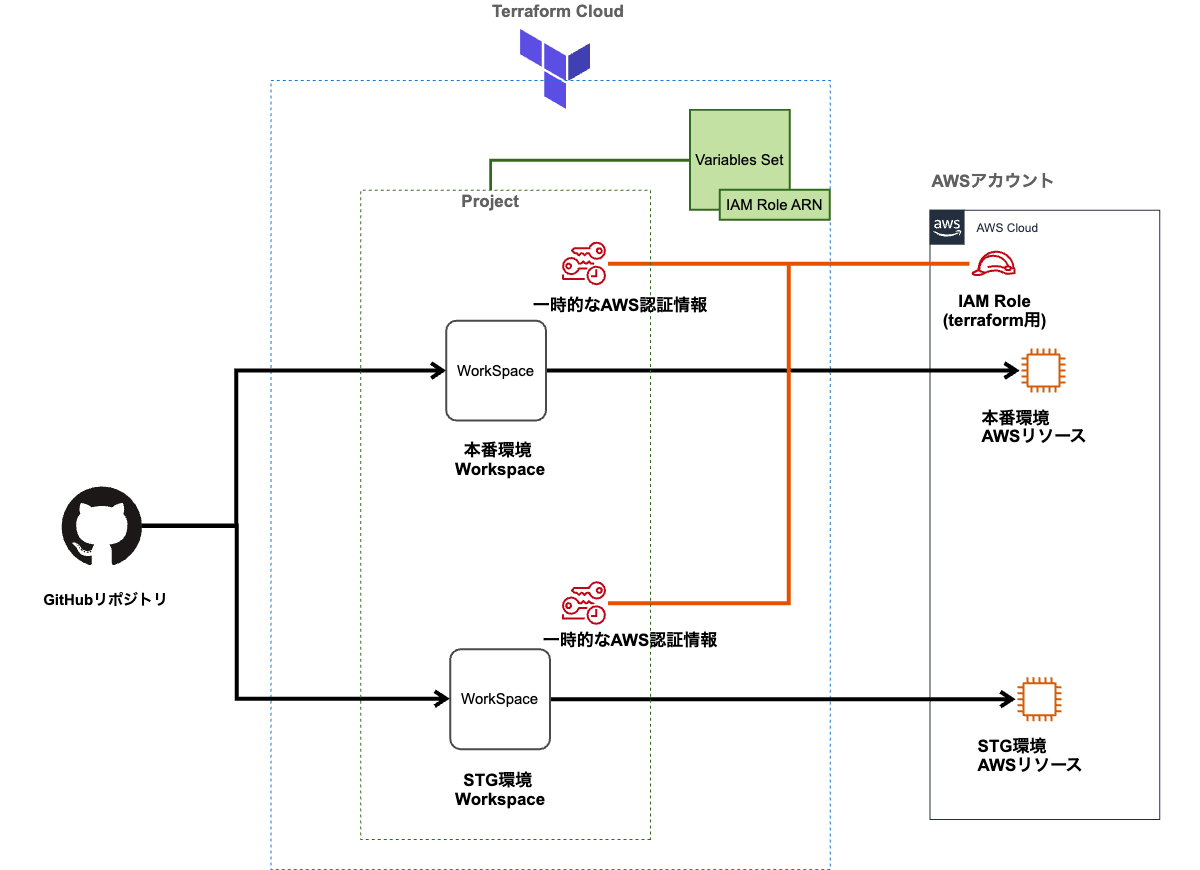 Terraform Cloud
Variables Set
IAM Role ARN
Project
AWSアカウント
aws
AWS Cloud
一時的なAWS認証情報
IAM Role
(terraform用)
WorkSpace
本番環境
Workspace
本番環境
AWSリソース
GitHubリポジトリ
一時的なAWS認証情報
WorkSpace
STG環境
Workspace
STG環境
AWSリソース